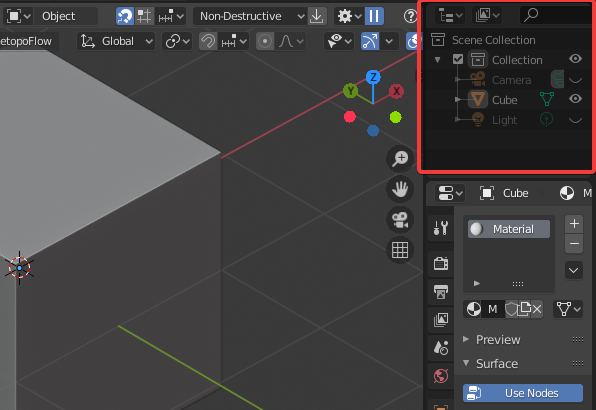 Object
Non-Destructive
etopoFlow
Global
Scene Collection
Collection
Camera
Cube
Light
Z
Y
X
Cube
M
Material
M
Preview
Surface
Use Nodes